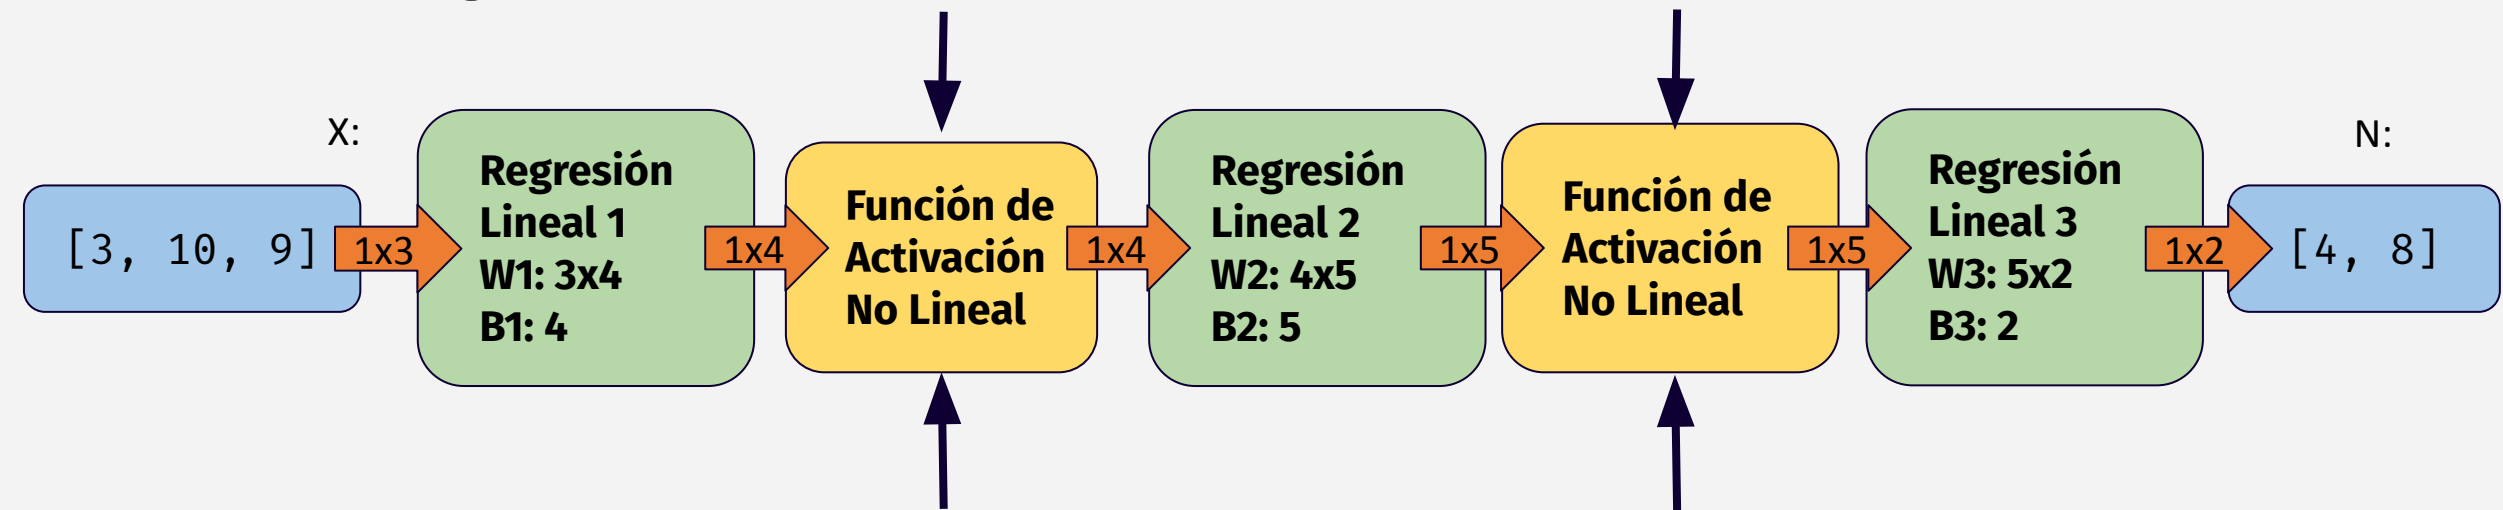 X:
[3, 10, 9]
1x3
Regresión
Lineal 1
W1: 3x4
B1: 4
1x4
Función de
Activación
No Lineal
1x4
Regresión
Lineal 2
W2: 4x5
B2: 5
1x5
Función de
Activación
No Lineal
1x5
Regresión
Lineal 3
W3: 5x2
B3: 2
1x2
N:
[4, 8]